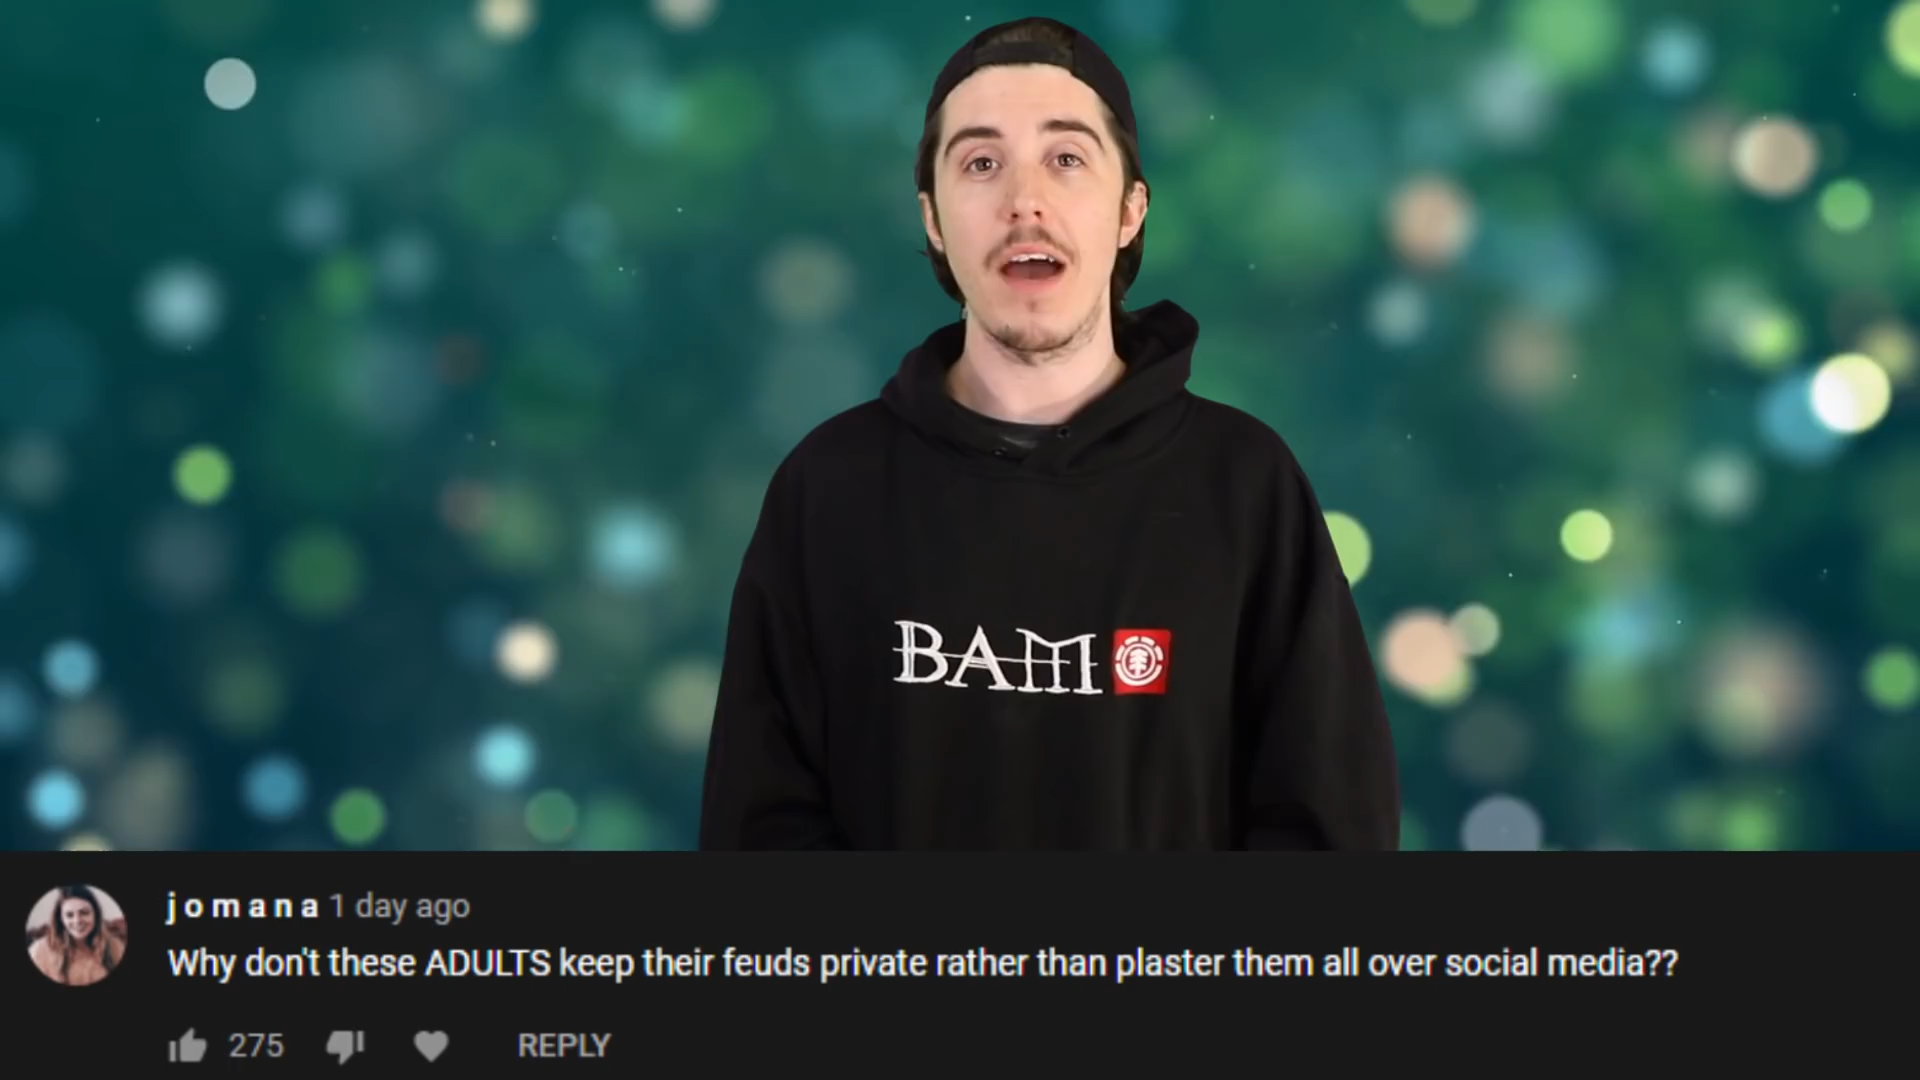 BAM
jomana 1 day ago
Why don't these ADULTS keep their feuds private rather than plaster them all over social media??
275 REPLY